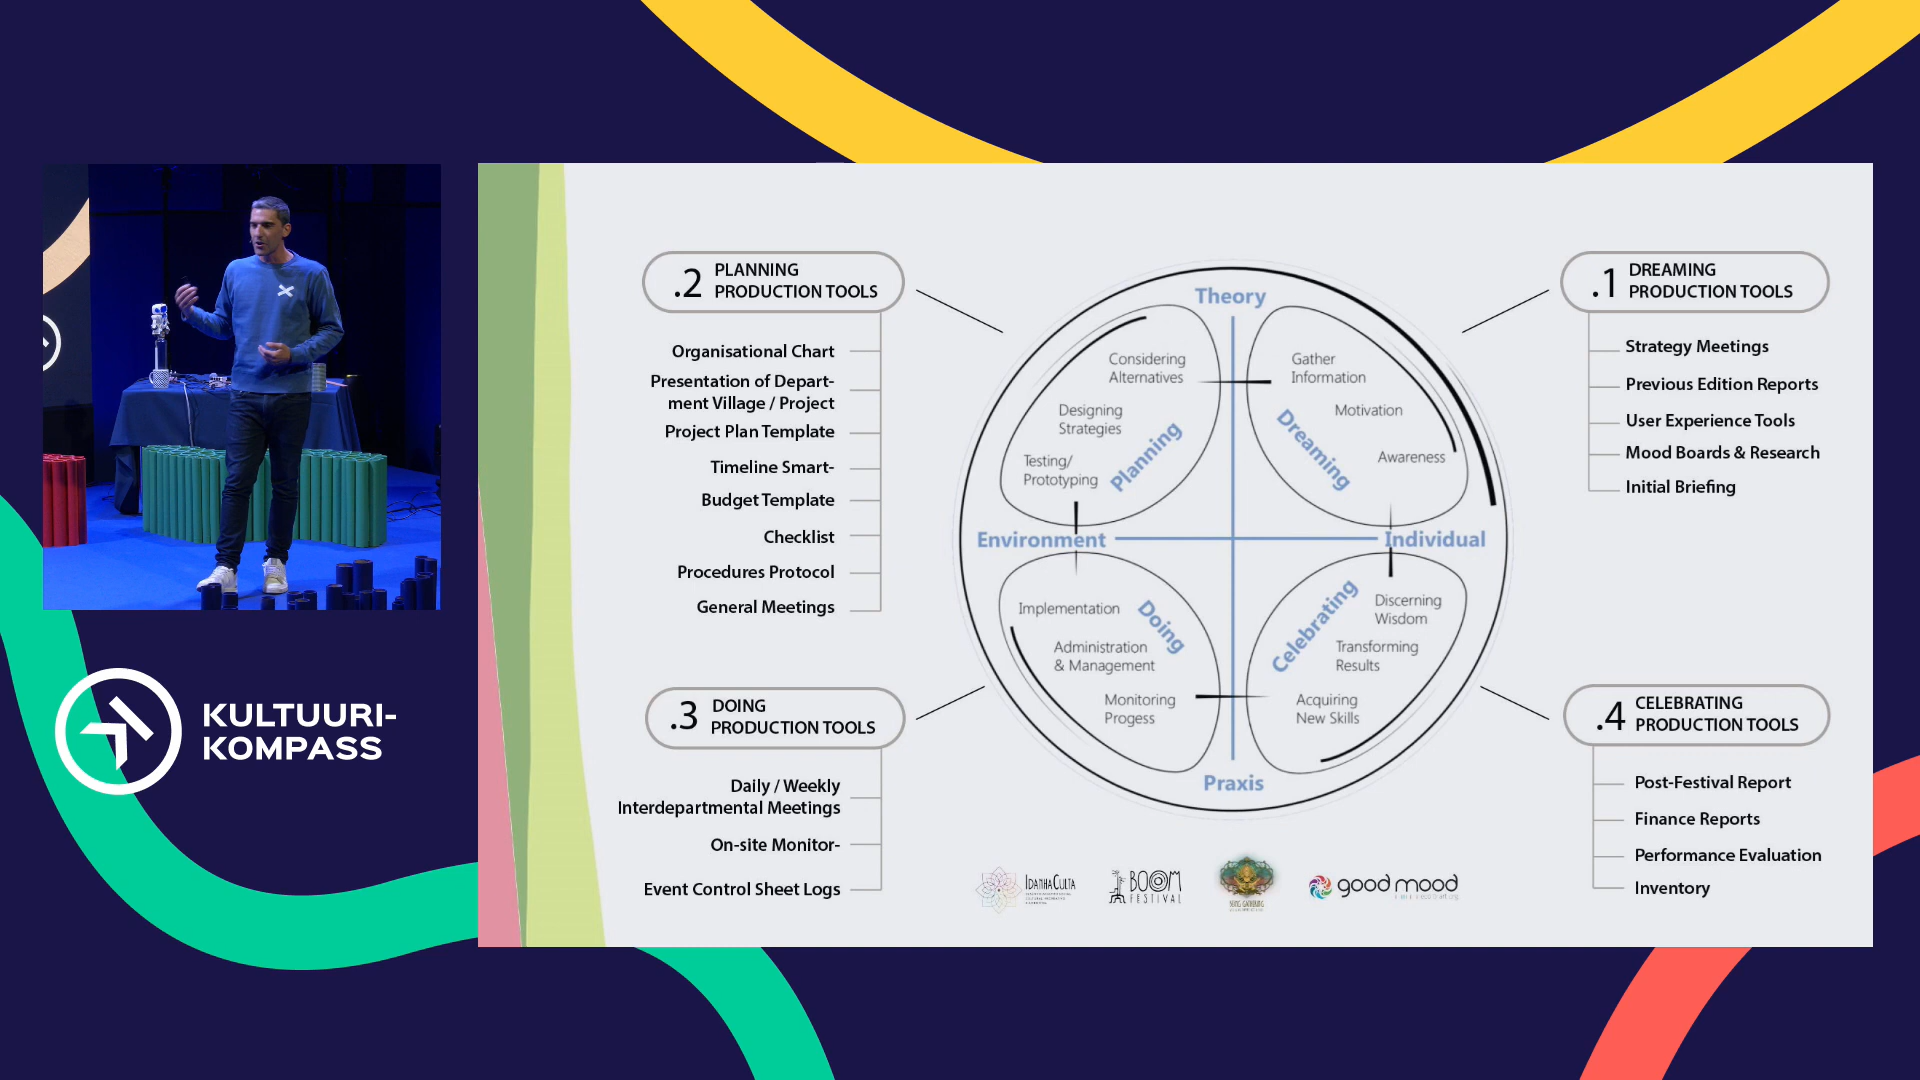 KULTUURI-
KOMPASS
.2 PLANNING
PRODUCTION TOOLS
Organisational Chart
Presentation of Depart-
ment Village / Project
Project Plan Template
Timeline Smart-
Budget Template
Checklist
Procedures Protocol
General Meetings
.3 DOING
PRODUCTION TOOLS
Daily / Weekly
Interdepartmental Meetings
On-site Monitor-
Event Control Sheet Logs
Theory
Considering
Alternatives
Designing
Strategies
Testing/
Prototyping
Planning
Gather
Information
Motivation
Awareness
Dreaming
Environment
Individual
Implementation
Administration
& Management
Monitoring
Progess
Doing
Discerning
Wisdom
Transforming
Results
Acquiring
New Skills
Celebrating
Praxis
.1 DREAMING
PRODUCTION TOOLS
Strategy Meetings
Previous Edition Reports
User Experience Tools
Mood Boards & Research
Initial Briefing
.4 CELEBRATING
PRODUCTION TOOLS
Post-Festival Report
Finance Reports
Performance Evaluation
Inventory
IDANHACULTA
BOOM
FESTIVAL
BEING GATHERING
good mood